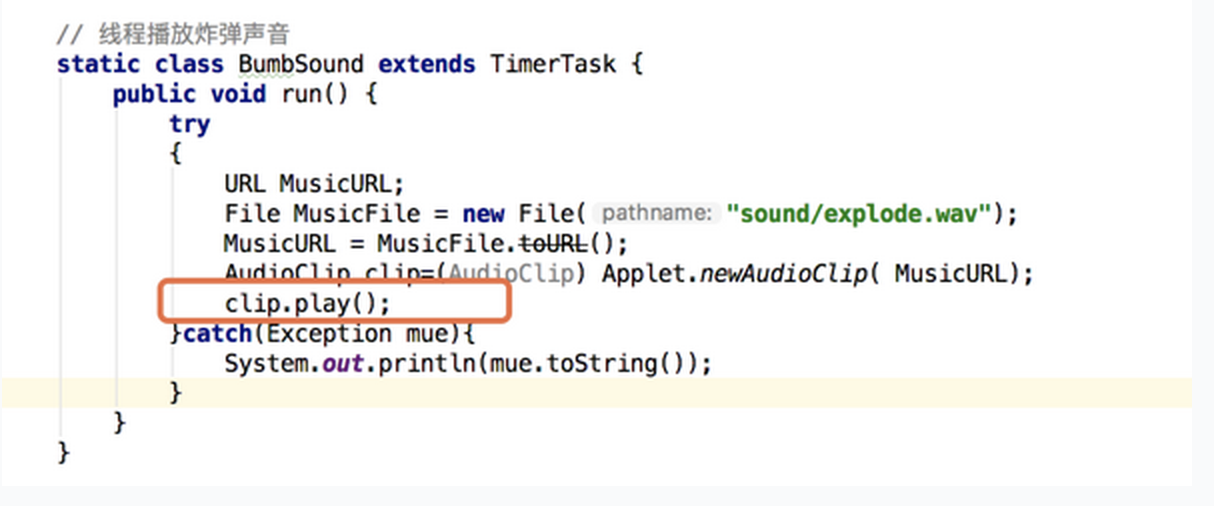 // 线程播放炸弹声音
static class BumbSound extends TimerTask {
public void run() {
try
{
URL MusicURL;
File MusicFile = new File( pathname: "sound/explode.wav");
MusicURL = MusicFile.toURL();
AudioClip clip=(AudioClip) Applet.newAudioClip( MusicURL);
clip.play();
}catch(Exception mue){
System.out.println(mue.toString());
}
}
}